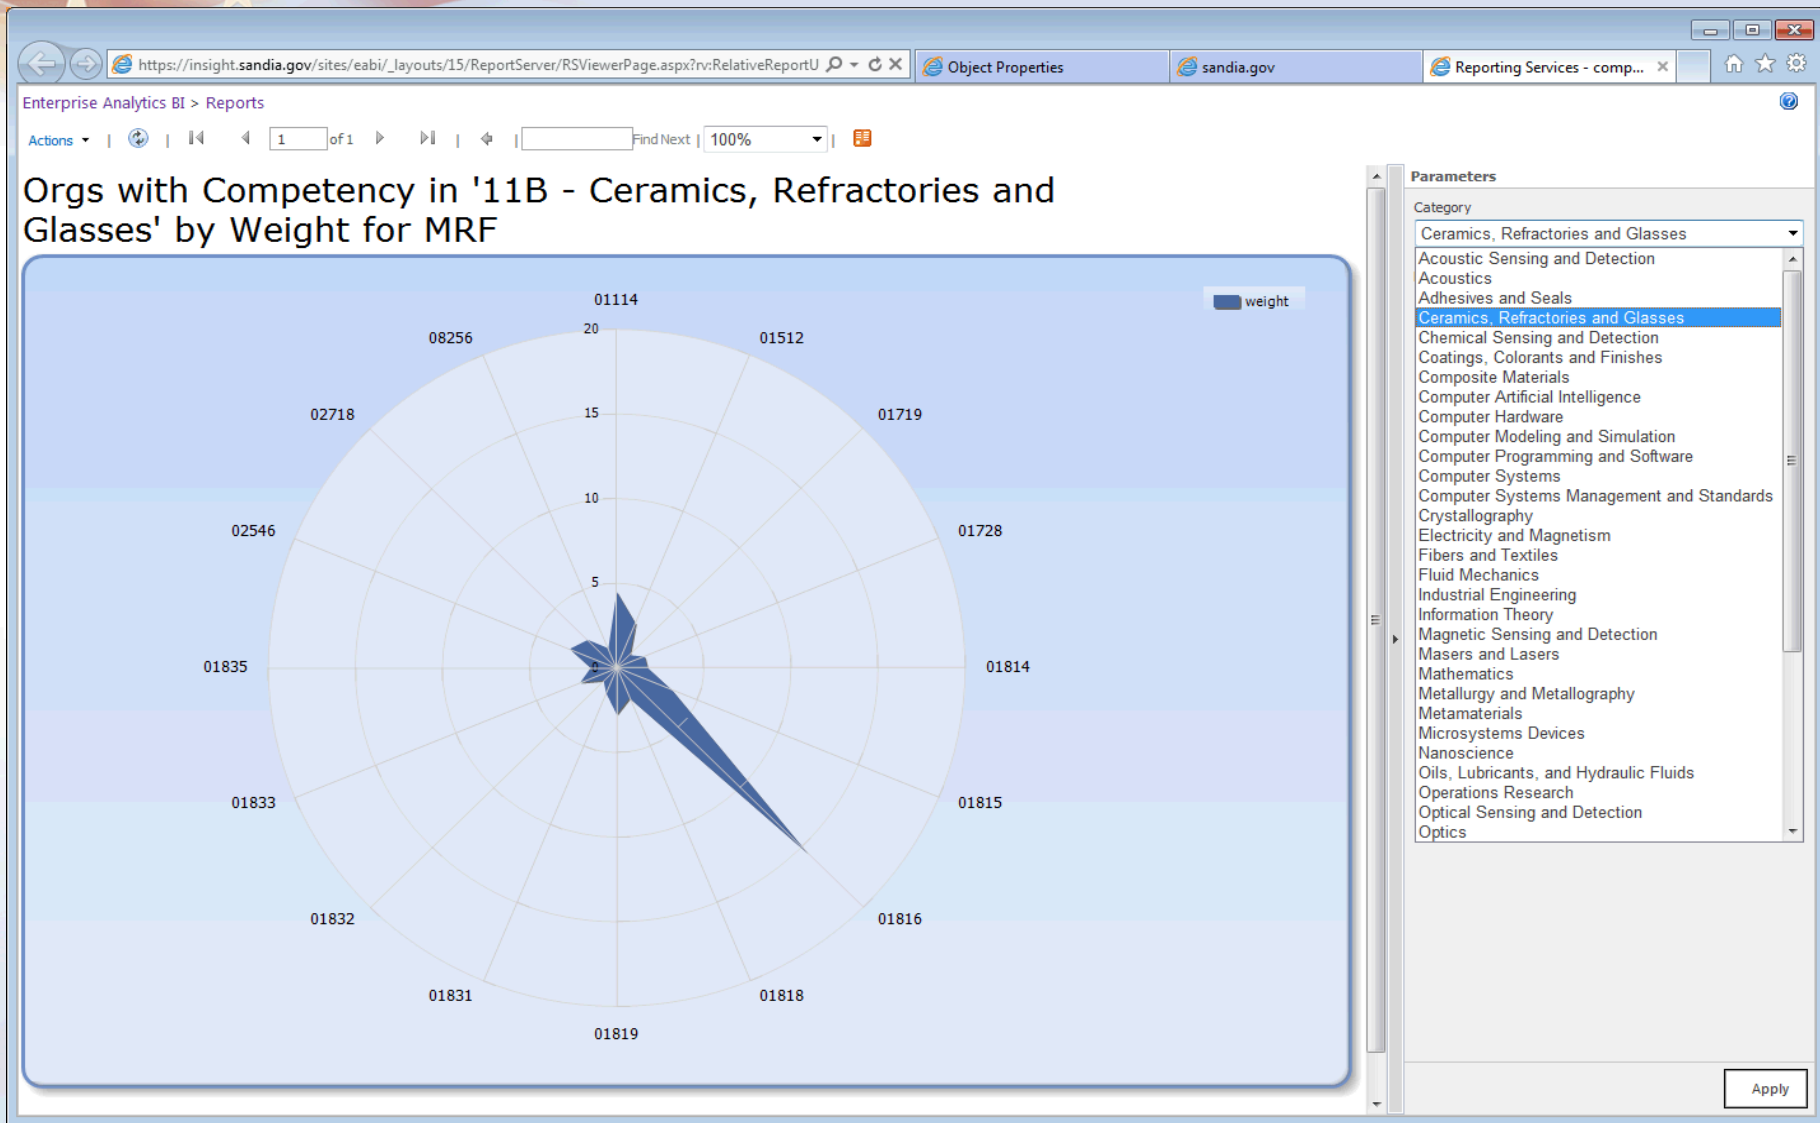 https://insight.sandia.gov/sites/eabi/_layouts/15/ReportServer/RSViewerPage.aspx?rv:RelativeReportU
Object Properties
sandia.gov
Reporting Services - comp...
Enterprise Analytics BI > Reports
Actions
1 of 1
Find Next | 100%
Orgs with Competency in '11B - Ceramics, Refractories and
Glasses' by Weight for MRF
weight
01114
01512
01719
01728
01814
01815
01816
01818
01819
01831
01832
01833
01835
02546
02718
08256
20
15
10
5
0
Parameters
Category
Ceramics, Refractories and Glasses
Acoustic Sensing and Detection
Acoustics
Adhesives and Seals
Ceramics, Refractories and Glasses
Chemical Sensing and Detection
Coatings, Colorants and Finishes
Composite Materials
Computer Artificial Intelligence
Computer Hardware
Computer Modeling and Simulation
Computer Programming and Software
Computer Systems
Computer Systems Management and Standards
Crystallography
Electricity and Magnetism
Fibers and Textiles
Fluid Mechanics
Industrial Engineering
Information Theory
Magnetic Sensing and Detection
Masers and Lasers
Mathematics
Metallurgy and Metallography
Metamaterials
Microsystems Devices
Nanoscience
Oils, Lubricants, and Hydraulic Fluids
Operations Research
Optical Sensing and Detection
Optics
Apply